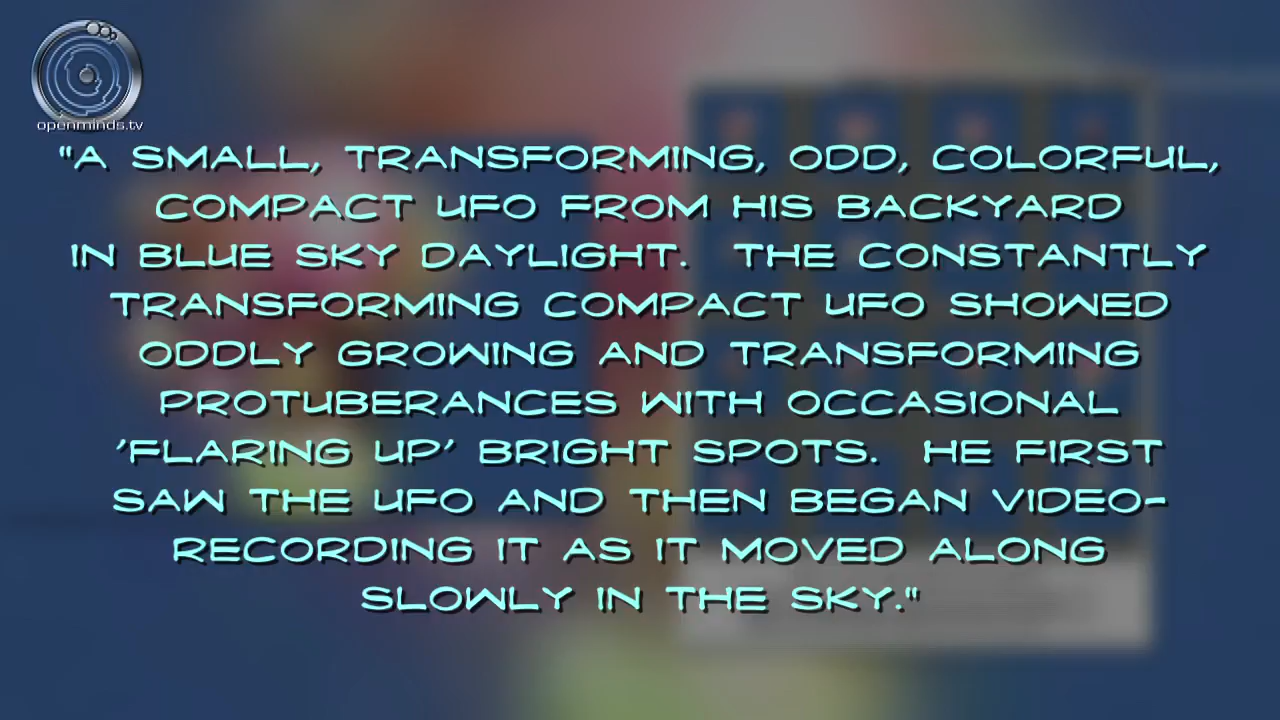 openminds.tv
"A SMALL, TRANSFORMING, ODD, COLORFUL,
COMPACT UFO FROM HIS BACKYARD
IN BLUE SKY DAYLIGHT. THE CONSTANTLY
TRANSFORMING COMPACT UFO SHOWED
ODDLY GROWING AND TRANSFORMING
PROTUBERANCES WITH OCCASIONAL
'FLARING UP' BRIGHT SPOTS. HE FIRST
SAW THE UFO AND THEN BEGAN VIDEO-
RECORDING IT AS IT MOVED ALONG
SLOWLY IN THE SKY."